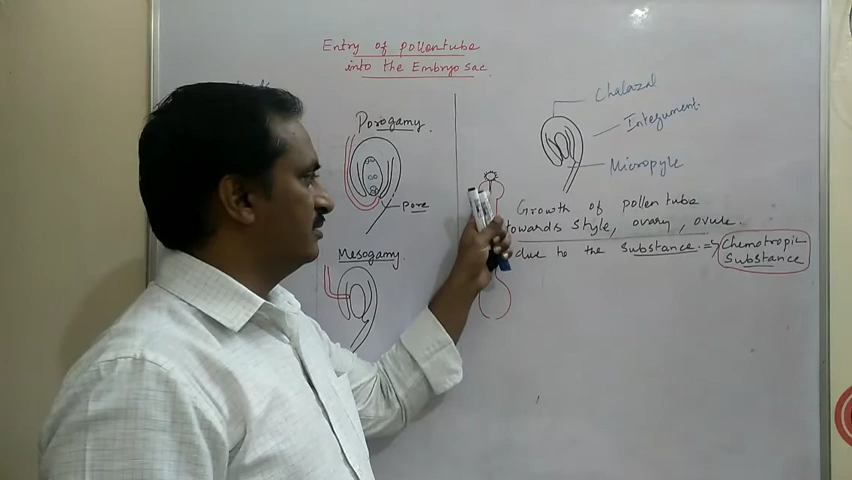 Entry of pollentube
into the Embryo sac
Porogamy
pore
Mesogamy
Chalazal
Integument
Micropyle
Growth of pollen tube
towards style, ovary, ovule.
due to the substance. => Chemotropic
Substance